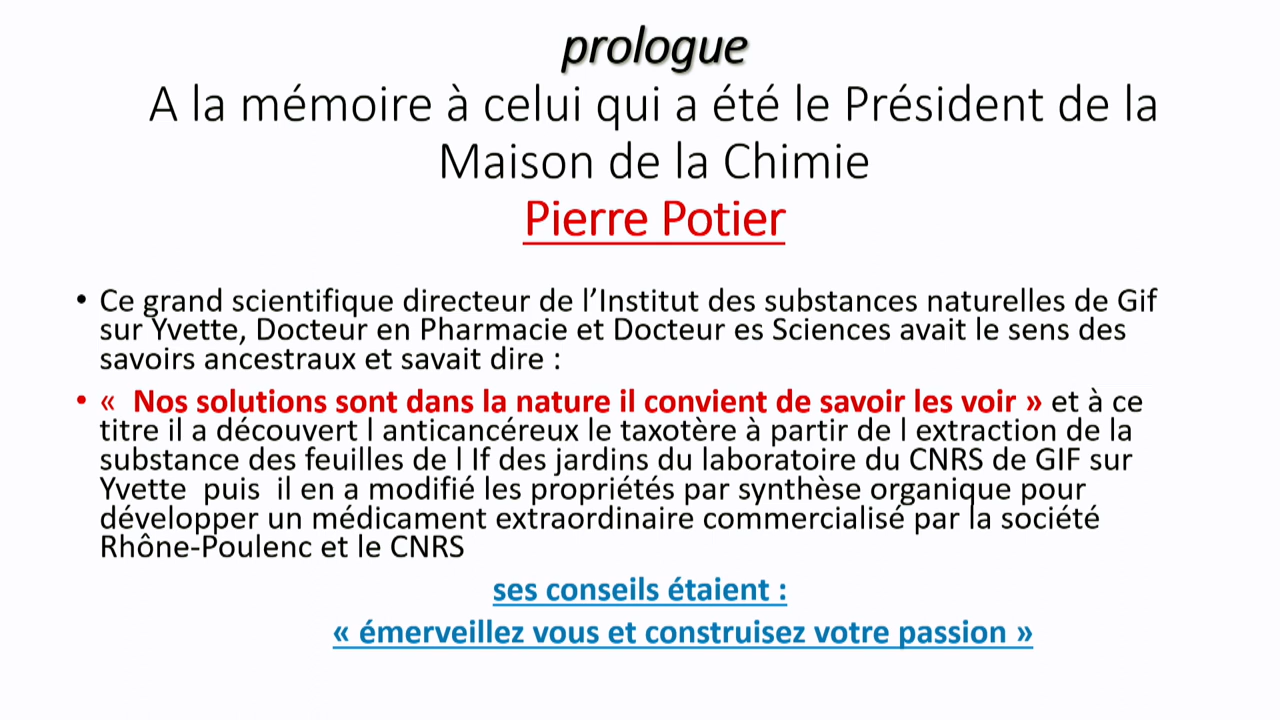 prologue
A la mémoire à celui qui a été le Président de la
Maison de la Chimie
Pierre Potier
• Ce grand scientifique directeur de l’Institut des substances naturelles de Gif
sur Yvette, Docteur en Pharmacie et Docteur es Sciences avait le sens des
savoirs ancestraux et savait dire :
• « Nos solutions sont dans la nature il convient de savoir les voir » et à ce
titre il a découvert l anticancéreux le taxotère à partir de l extraction de la
substance des feuilles de l If des jardins du laboratoire du CNRS de GIF sur
Yvette puis il en a modifié les propriétés par synthèse organique pour
développer un médicament extraordinaire commercialisé par la société
Rhône-Poulenc et le CNRS
ses conseils étaient :
« émerveillez vous et construisez votre passion »